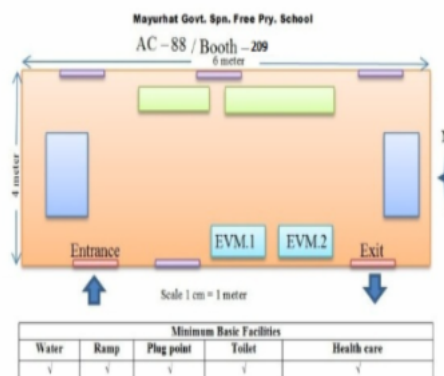 Mayurhat Govt. Spn. Free Pry. School
AC – 88 / Booth – 209
6 meter
4 meter
EVM.1 EVM.2
Entrance Exit
Scale 1 cm = 1 meter
Minimum Basic Facilities
Water Ramp Plug point Toilet Health care
√ √ √ √ √